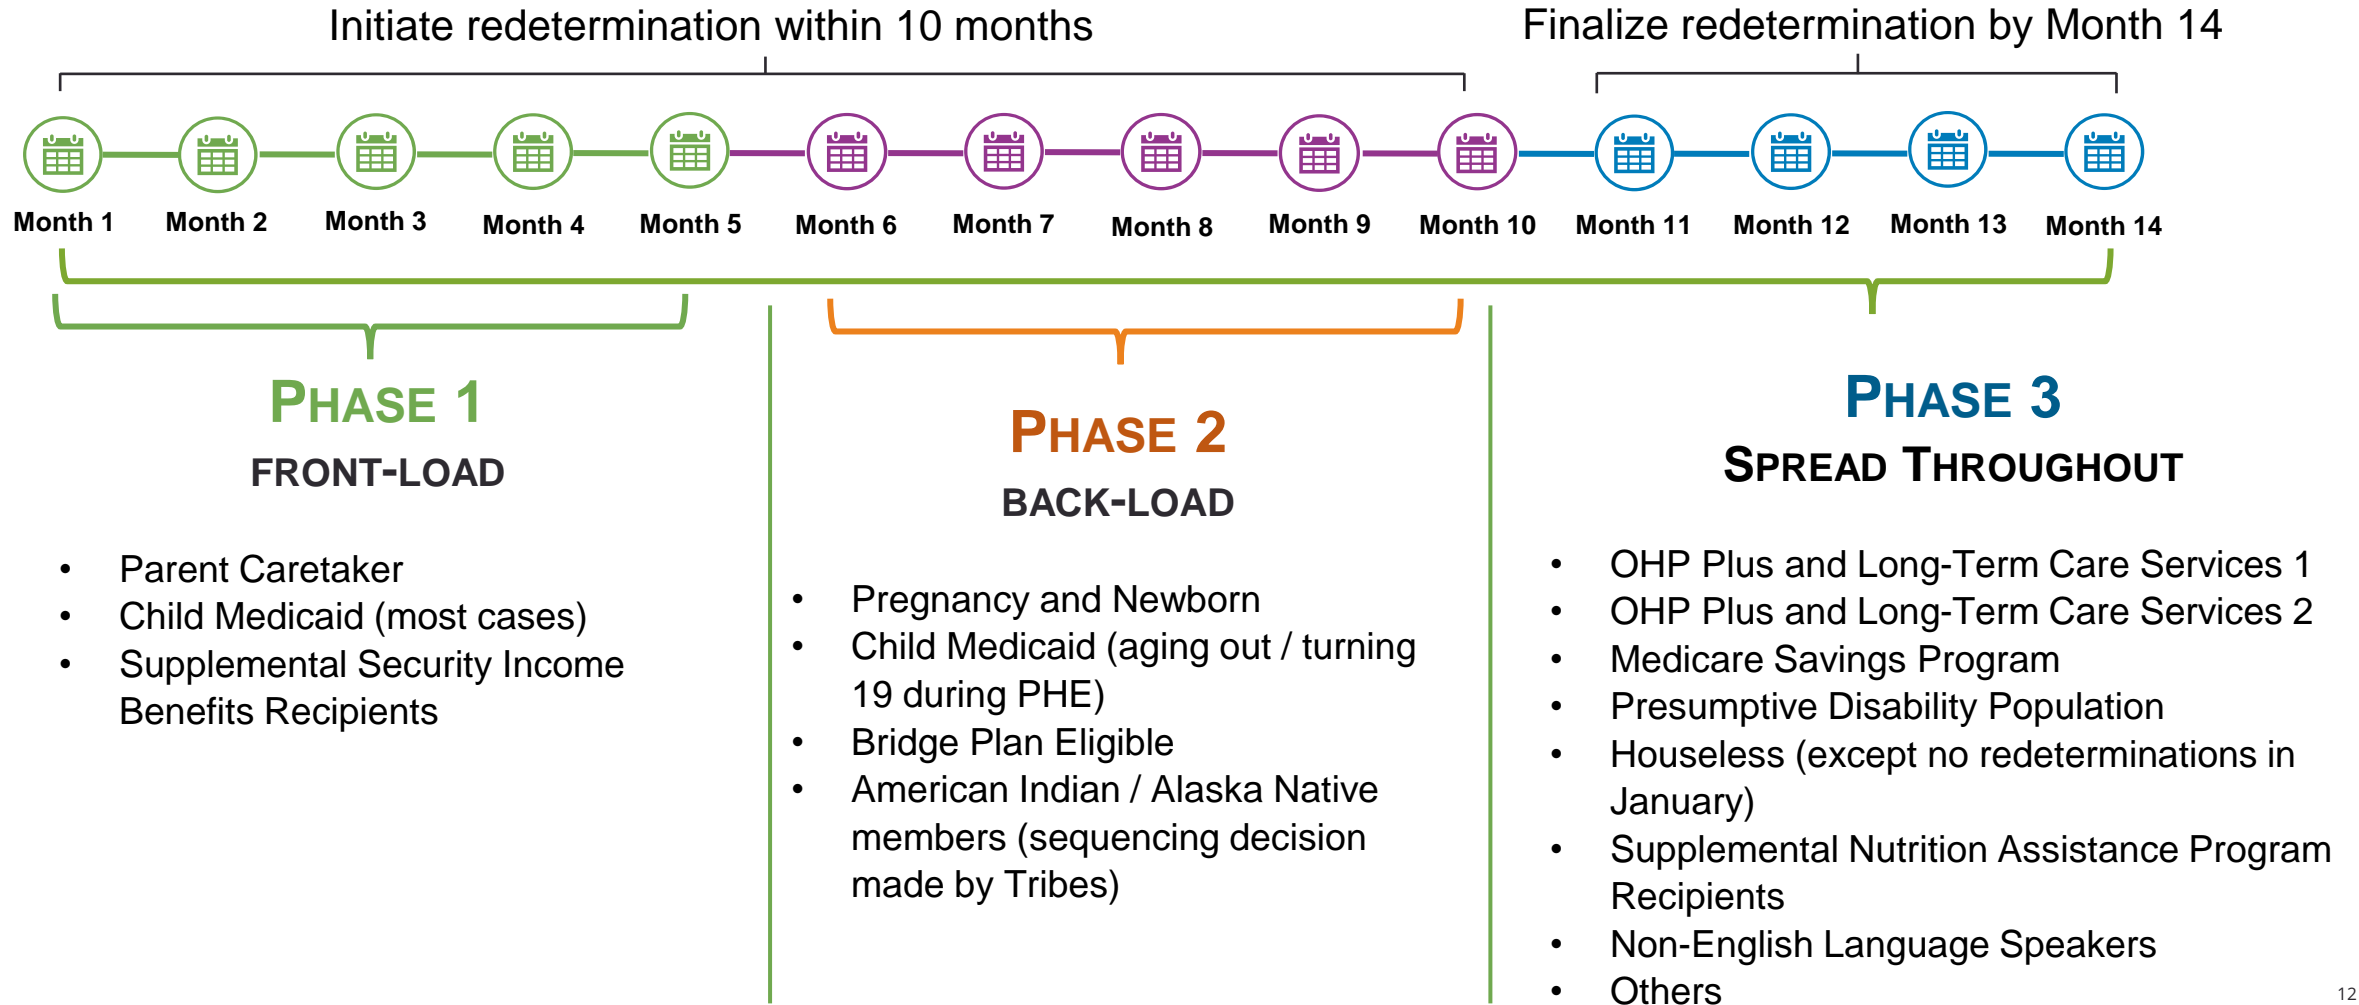 Initiate redetermination within 10 months
Finalize redetermination by Month 14
Month 1
Month 2
Month 3
Month 4
Month 5
Month 6
Month 7
Month 8
Month 9
Month 10
Month 11
Month 12
Month 13
Month 14
PHASE 1
FRONT-LOAD
• Parent Caretaker
• Child Medicaid (most cases)
• Supplemental Security Income
Benefits Recipients
PHASE 2
BACK-LOAD
• Pregnancy and Newborn
• Child Medicaid (aging out / turning
19 during PHE)
• Bridge Plan Eligible
• American Indian / Alaska Native
members (sequencing decision
made by Tribes)
PHASE 3
SPREAD THROUGHOUT
• OHP Plus and Long-Term Care Services 1
• OHP Plus and Long-Term Care Services 2
• Medicare Savings Program
• Presumptive Disability Population
• Houseless (except no redeterminations in
January)
• Supplemental Nutrition Assistance Program
Recipients
• Non-English Language Speakers
• Others
12